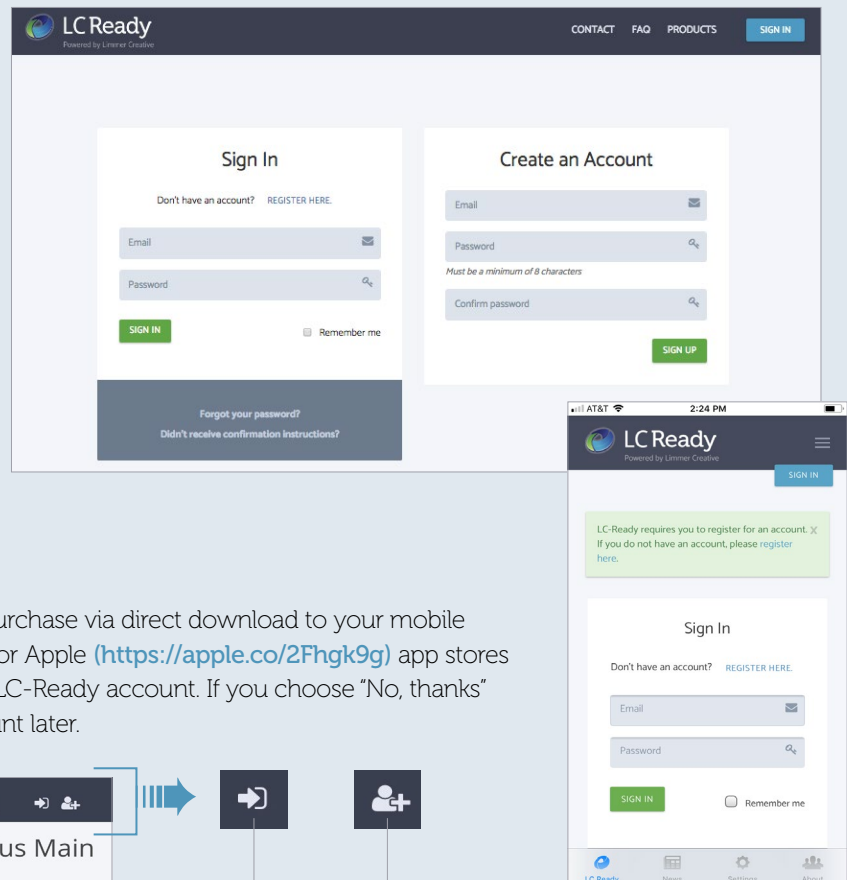 LC Ready
Powered by Limmer Creative
CONTACT FAQ PRODUCTS SIGN IN
Sign In
Don't have an account? REGISTER HERE.
Email
Password
SIGN IN
Remember me
Forgot your password?
Didn't receive confirmation instructions?
Create an Account
Email
Password
Must be a minimum of 8 characters
Confirm password
SIGN UP
AT&T 2:24 PM
LC Ready
Powered by Limmer Creative
SIGN IN
LC-Ready requires you to register for an account. X
If you do not have an account, please register
here.
Sign In
Don't have an account? REGISTER HERE.
Email
Password
SIGN IN
Remember me
LC Ready News Settings About
urchase via direct download to your mobile
or Apple (https://apple.co/2Fhgk9g) app stores
LC-Ready account. If you choose "No, thanks"
unt later.
us Main